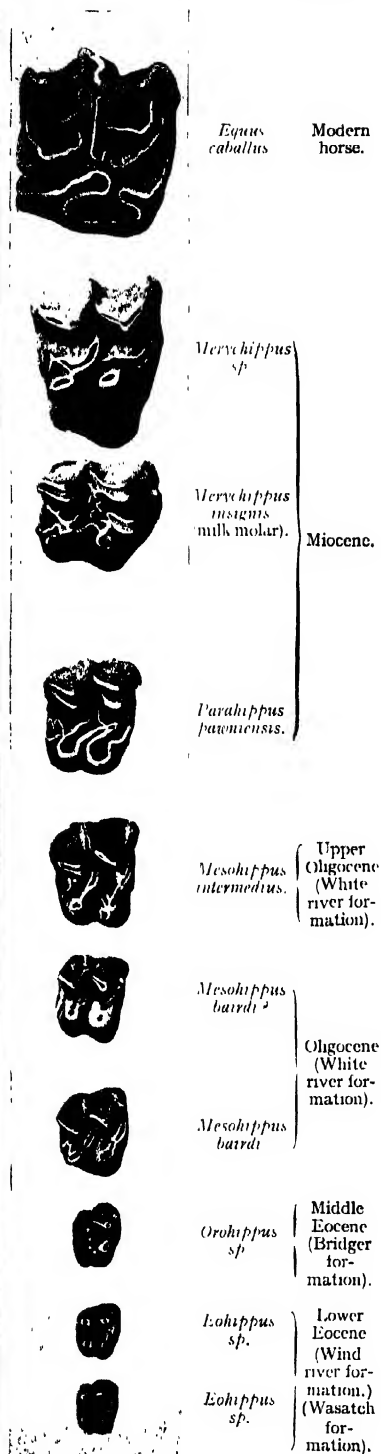 Equus
caballus
Modern
horse.
Merychippus
sp
Merychippus
insignis
(milk molar).
Miocene.
Parahippus
pawniensis.
Mesohippus
intermedius.
Upper
Oligocene
(White
river for-
mation).
Mesohippus
bairdi
Oligocene
(White
river for-
mation).
Mesohippus
bairdi
Orohippus
sp
Middle
Eocene
(Bridger
for-
mation).
Eohippus
sp.
Lower
Eocene
(Wind
river for-
mation.)
(Wasatch
for-
mation).
Eohippus
sp.